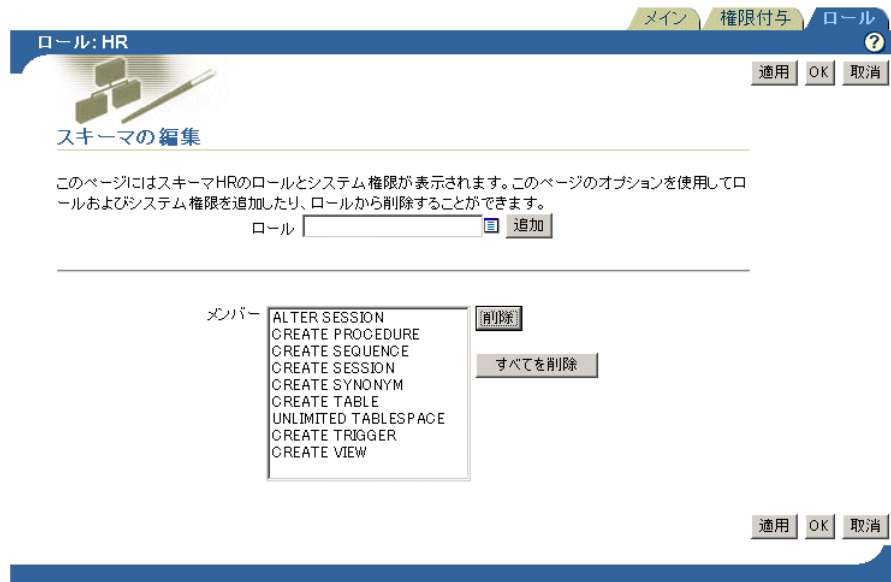 メイン 権限付与 ロール
ロール: HR ?
適用 OK 取消
スキーマの編集
このページにはスキーマHRのロールとシステム権限が表示されます。このページのオプションを使用してロ
ールおよびシステム権限を追加したり、ロールから削除することができます。
ロール 追加
メンバー ALTER SESSION 削除
CREATE PROCEDURE
CREATE SEQUENCE
CREATE SESSION すべてを削除
CREATE SYNONYM
CREATE TABLE
UNLIMITED TABLESPACE
CREATE TRIGGER
CREATE VIEW
適用 OK 取消